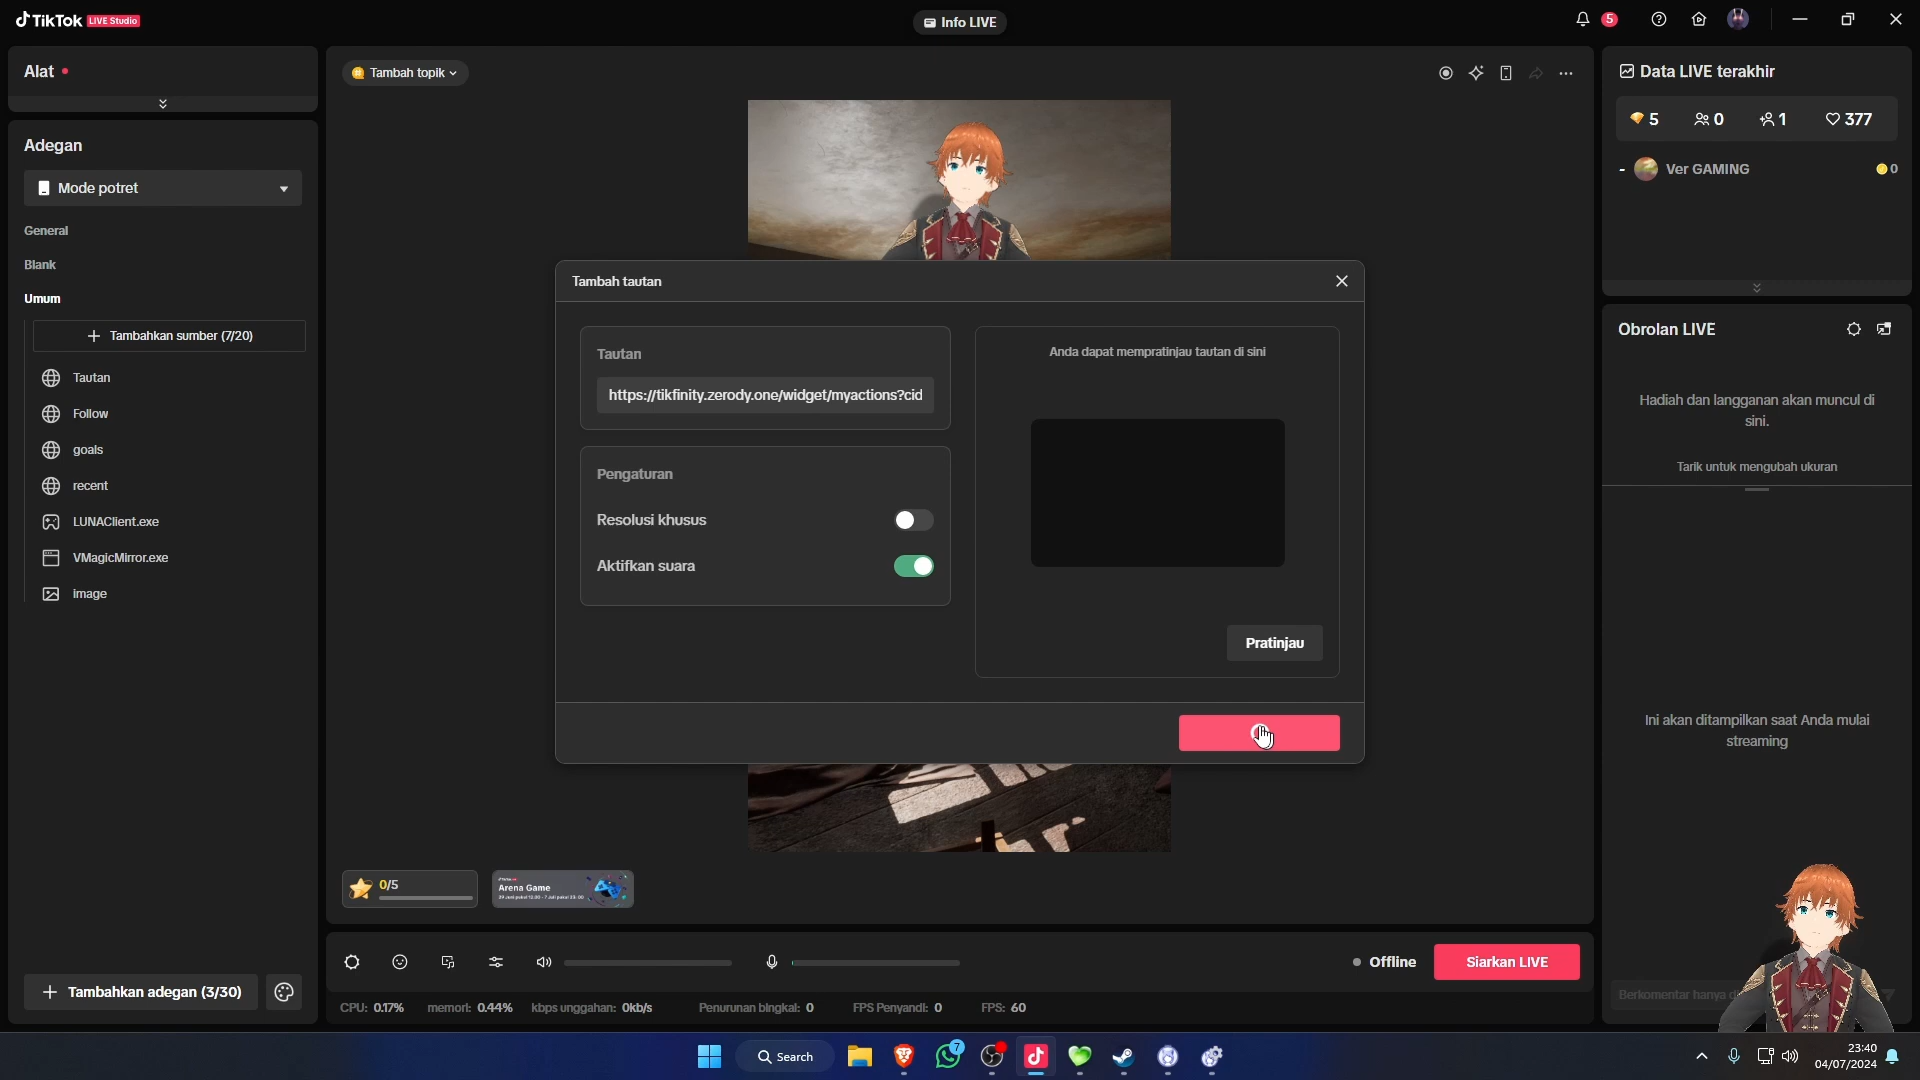 TikTok LIVE Studio
Info LIVE
5
Alat
Adegan
Mode potret
General
Blank
Umum
Tambahkan sumber (7/20)
Tautan
Follow
goals
recent
LUNAClient.exe
VMagicMirror.exe
image
Tambahkan adegan (3/30)
Tambah topik
Tambah tautan
Tautan
https://tikfinity.zerody.one/widget/myactions?cid
Pengaturan
Resolusi khusus
Aktifkan suara
Anda dapat mempratinjau tautan di sini
Pratinjau
0/5
Arena Game
Offline
Siarkan LIVE
CPU: 0.17%
memori: 0.44%
kbps unggahan: 0kb/s
Penurunan bingkai: 0
FPS Penyandi: 0
FPS: 60
Data LIVE terakhir
5
0
1
377
- Ver GAMING
0
Obrolan LIVE
Hadiah dan langganan akan muncul di
sini.
Tarik untuk mengubah ukuran
Ini akan ditampilkan saat Anda mulai
streaming
Berkomentar hanya
Search
7
23:40
04/07/2024